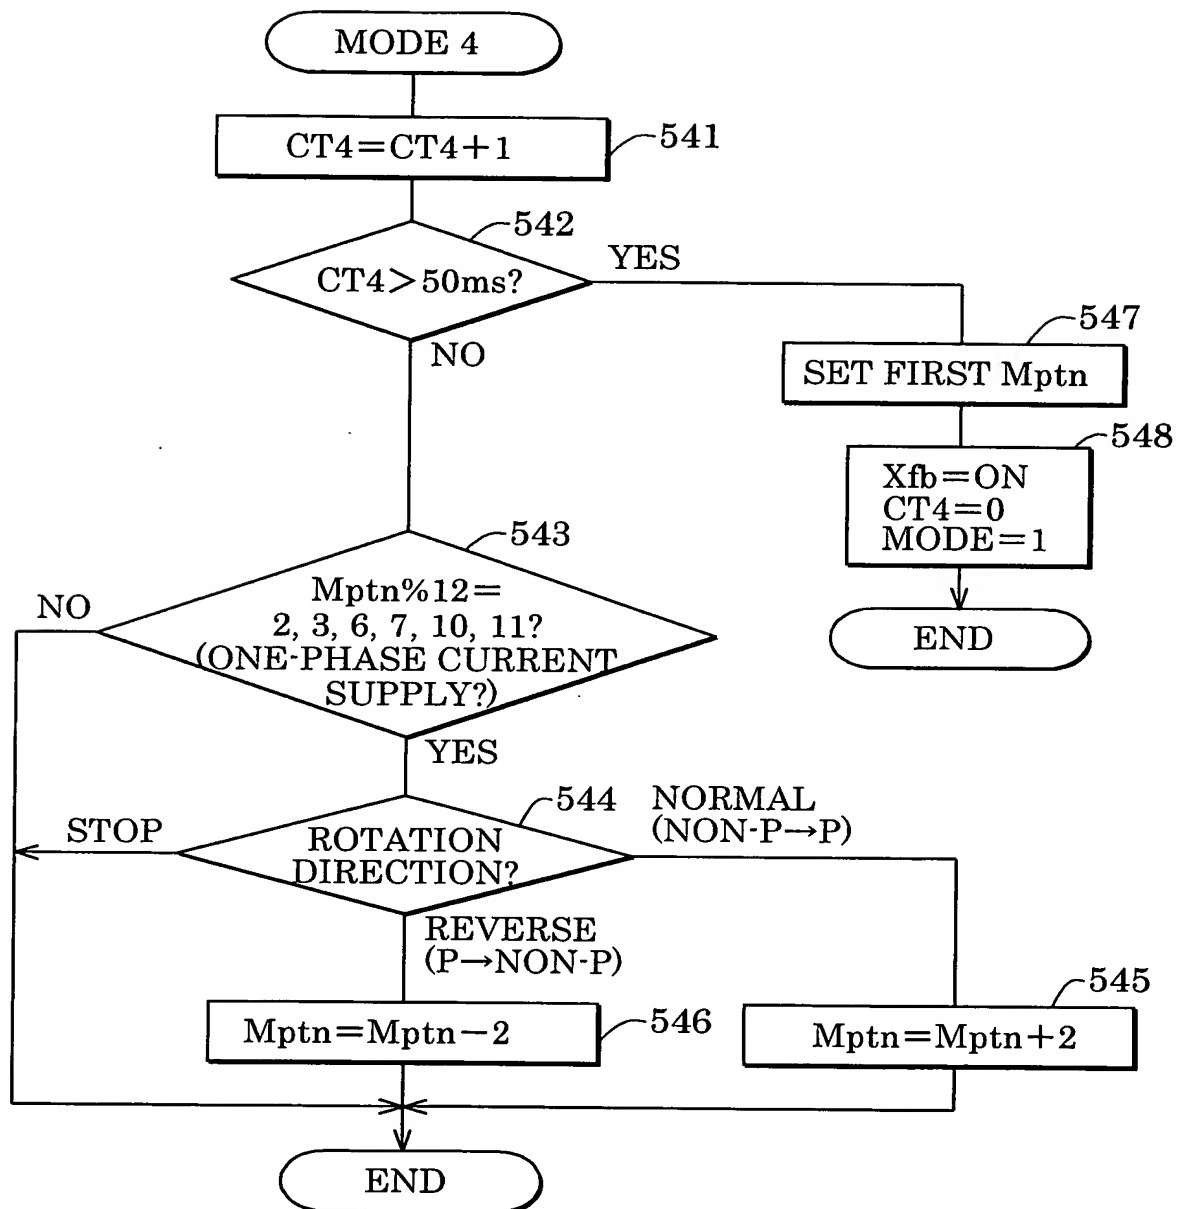 MODE 4
CT4=CT4+1
541
542
CT4>50ms?
YES
NO
547
SET FIRST Mptn
548
Xfb=ON
CT4=0
MODE=1
END
543
Mptn%12=
2, 3, 6, 7, 10, 11?
(ONE-PHASE CURRENT
SUPPLY?)
NO
YES
544
ROTATION
DIRECTION?
STOP
NORMAL
(NON-P→P)
REVERSE
(P→NON-P)
545
Mptn=Mptn+2
Mptn=Mptn−2
546
END